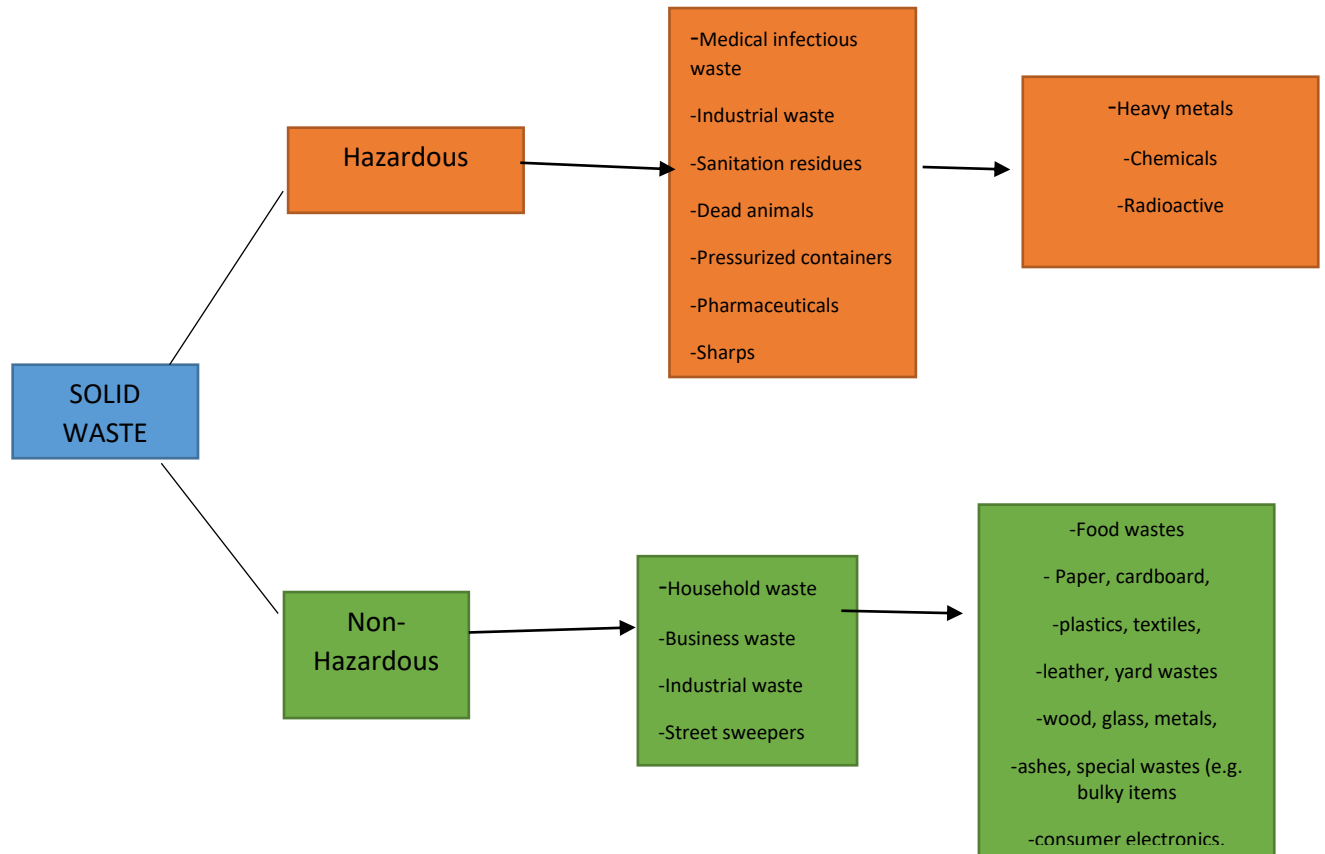 SOLID
WASTE
Hazardous
-Medical infectious
waste
-Industrial waste
-Sanitation residues
-Dead animals
-Pressurized containers
-Pharmaceuticals
-Sharps
-Heavy metals
-Chemicals
-Radioactive
Non-
Hazardous
-Household waste
-Business waste
-Industrial waste
-Street sweepers
-Food wastes
- Paper, cardboard,
-plastics, textiles,
-leather, yard wastes
-wood, glass, metals,
-ashes, special wastes (e.g.
bulky items
-consumer electronics.